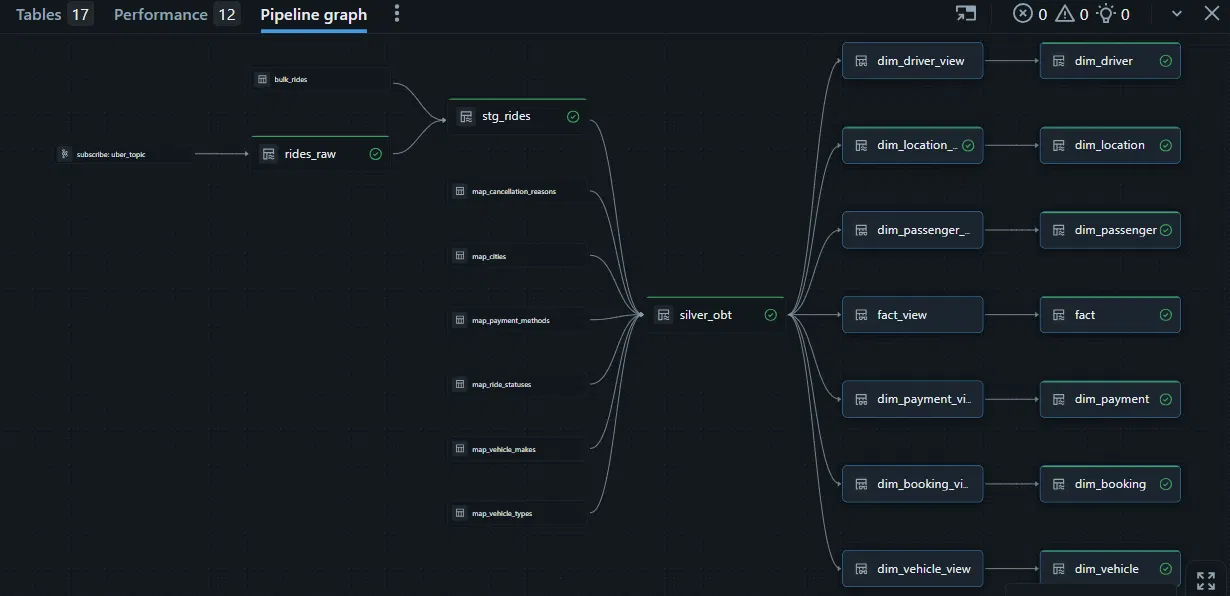 Tables 17 Performance 12 Pipeline graph 0 0 0
bulk_rides
subscribe: uber_topic
rides_raw
stg_rides
map_cancellation_reasons
map_cities
map_payment_methods
map_ride_statuses
map_vehicle_makes
map_vehicle_types
silver_obt
dim_driver_view
dim_driver
dim_location_...
dim_location
dim_passenger_...
dim_passenger
fact_view
fact
dim_payment_vi...
dim_payment
dim_booking_vi...
dim_booking
dim_vehicle_view
dim_vehicle